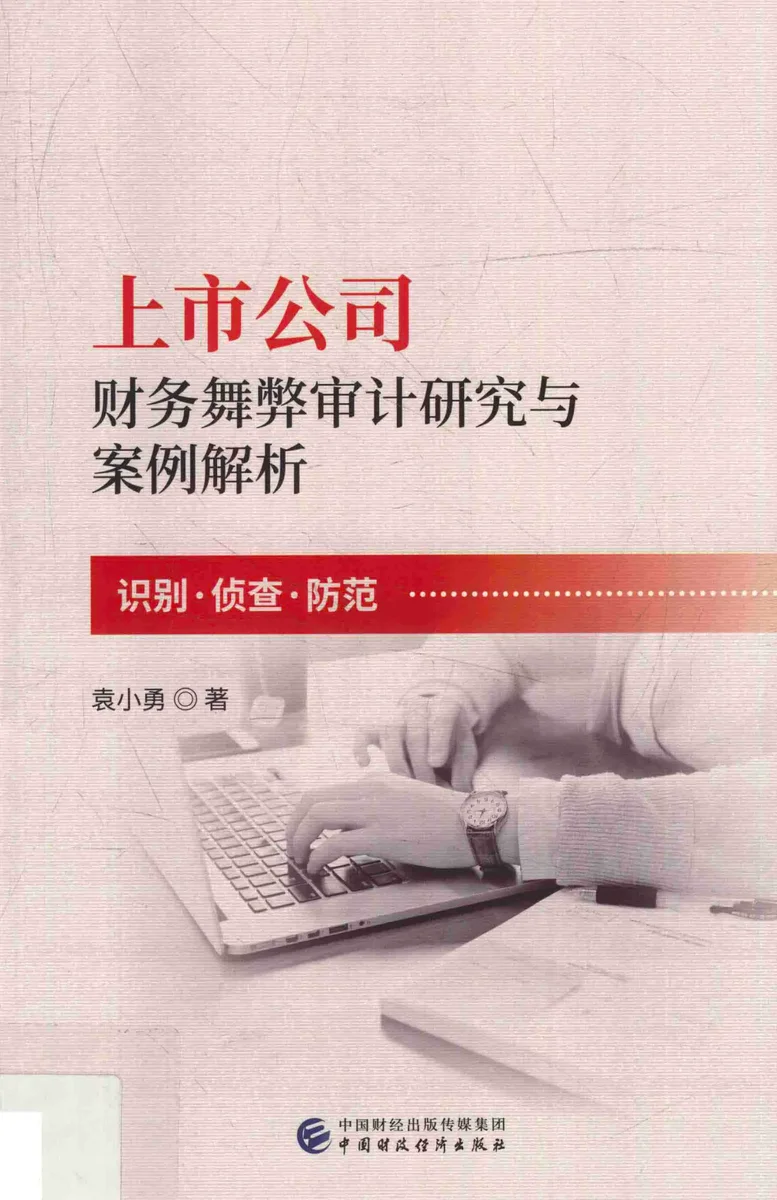 上市公司
财务舞弊审计研究与
案例解析
识别·侦查·防范
袁小勇◎著
中国财经出版传媒集团
中国财政经济出版社